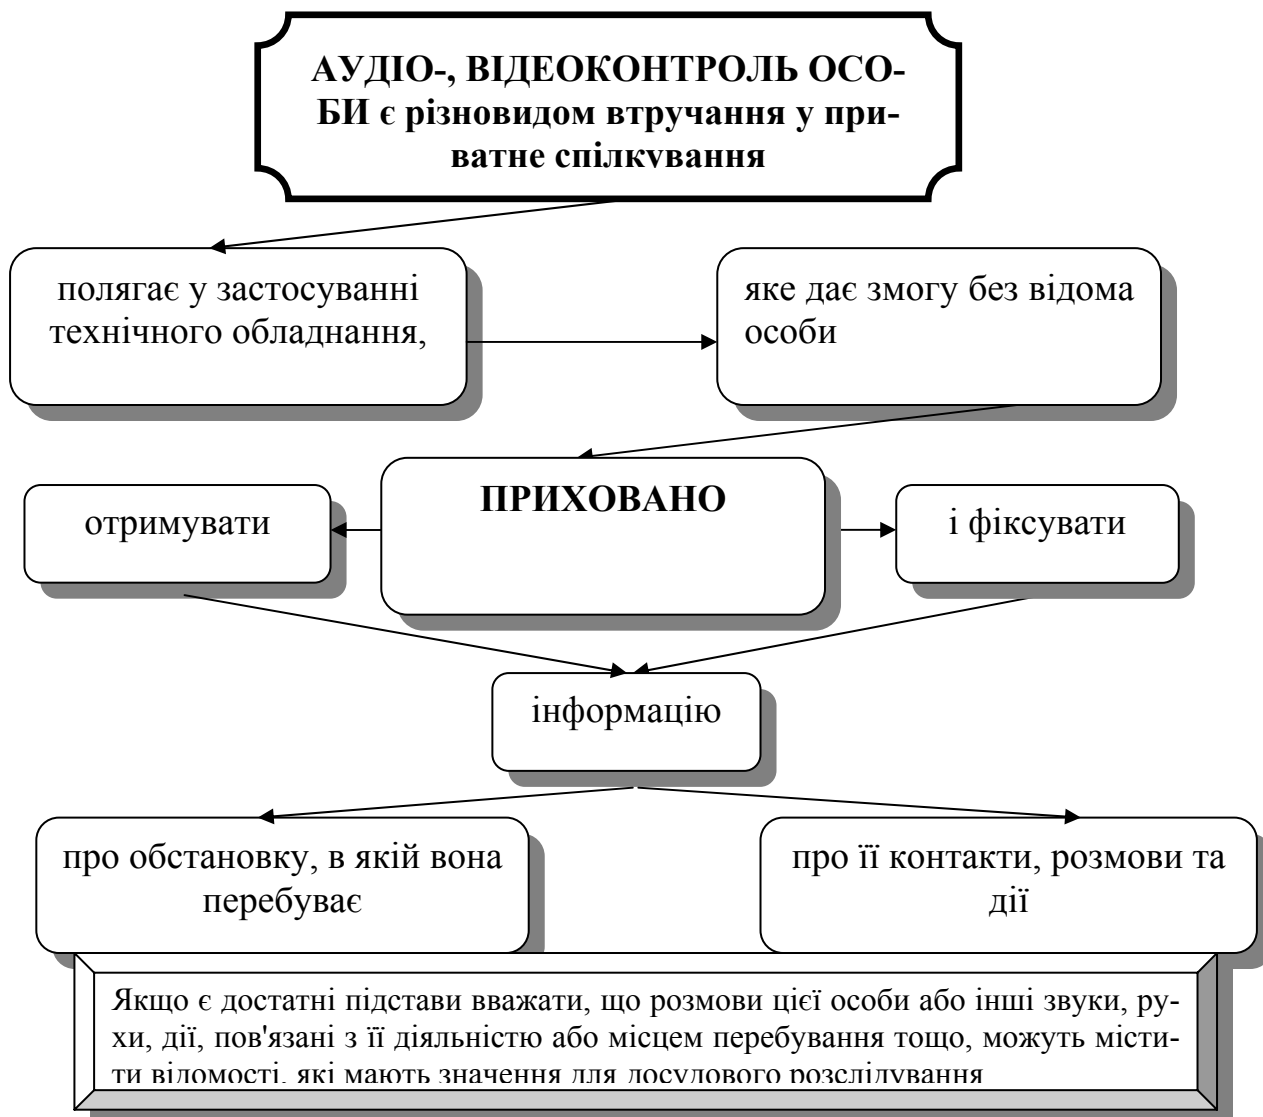 АУДІО-, ВІДЕОКОНТРОЛЬ ОСО-
БИ є різновидом втручання у при-
ватне спілкування
полягає у застосуванні
технічного обладнання,
яке дає змогу без відома
особи
ПРИХОВАНО
отримувати
і фіксувати
інформацію
про обстановку, в якій вона
перебуває
про її контакти, розмови та
дії
Якщо є достатні підстави вважати, що розмови цієї особи або інші звуки, ру-
хи, дії, пов'язані з її діяльністю або місцем перебування тощо, можуть місти-
ти відомості, які мають значення для досудового розслідування